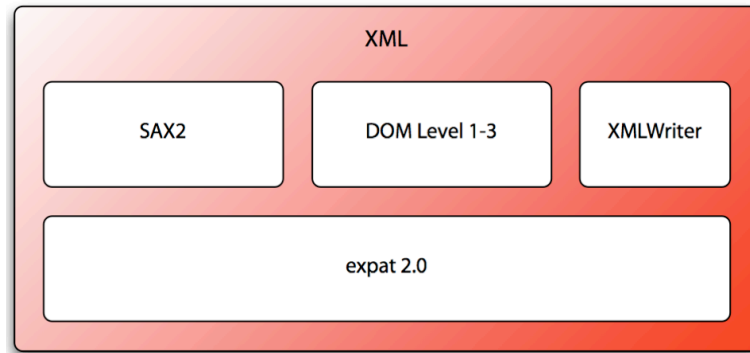 XML
SAX2
DOM Level 1-3
XMLWriter
expat 2.0